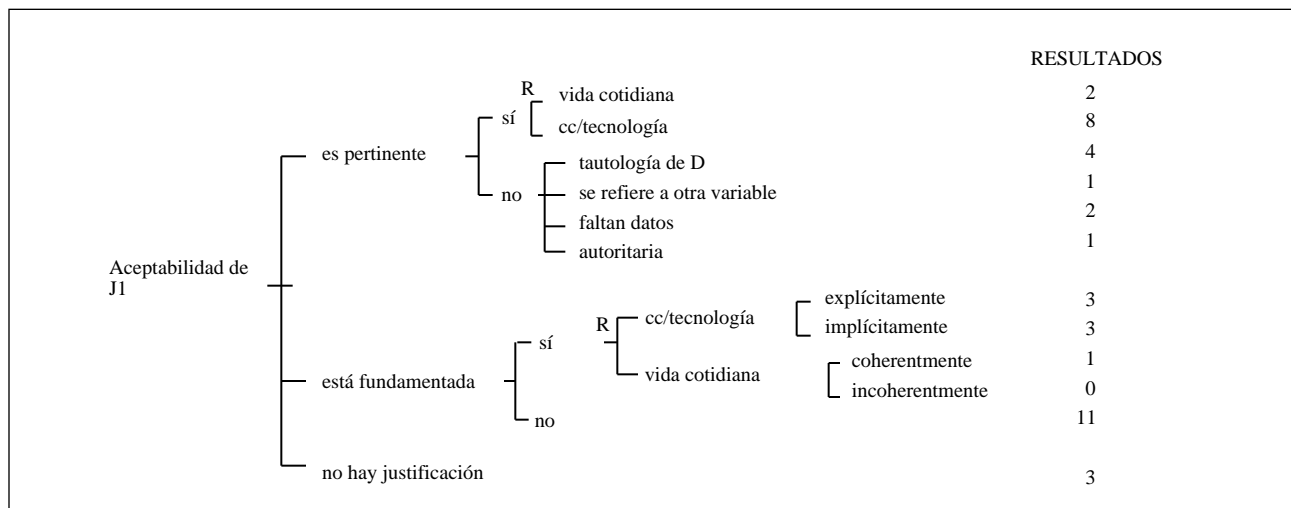 RESULTADOS
R vida cotidiana 2
sí
cc/tecnología 8
es pertinente
tautología de D 4
no
se refiere a otra variable 1
faltan datos 2
autoritaria 1
Aceptabilidad de
J1
explícitamente 3
R cc/tecnología
implícitamente 3
sí
coherentmente 1
vida cotidiana
está fundamentada
incoherentmente 0
no 11
no hay justificación 3